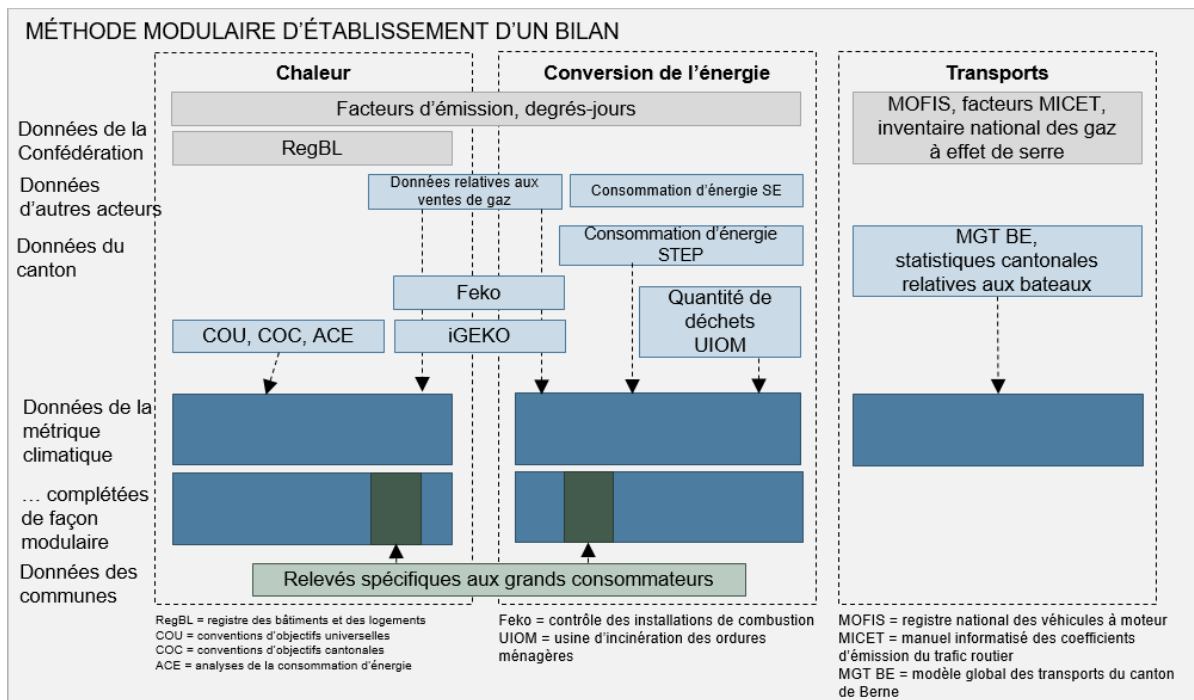 MÉTHODE MODULAIRE D'ÉTABLISSEMENT D'UN BILAN
Chaleur
Conversion de l'énergie
Transports
Données de la
Confédération
Facteurs d'émission, degrés-jours
RegBL
MOFIS, facteurs MICET,
inventaire national des gaz
à effet de serre
Données
d'autres acteurs
Données relatives aux
ventes de gaz
Consommation d'énergie SE
Données du
canton
Consommation d'énergie
STEP
MGT BE,
statistiques cantonales
relatives aux bateaux
Feko
Quantité de
déchets
UIOM
COU, COC, ACE
iGEKO
Données de la
métrique
climatique
... complétées
de façon
modulaire
Données des
communes
Relevés spécifiques aux grands consommateurs
RegBL = registre des bâtiments et des logements
COU = conventions d'objectifs universelles
COC = conventions d'objectifs cantonales
ACE = analyses de la consommation d'énergie
Feko = contrôle des installations de combustion
UIOM = usine d'incinération des ordures
ménagères
MOFIS = registre national des véhicules à moteur
MICET = manuel informatisé des coefficients
d'émission du trafic routier
MGT BE = modèle global des transports du canton
de Berne